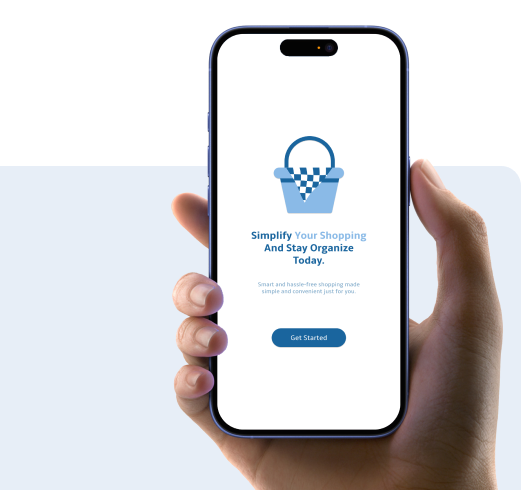 Simplify Your Shopping
And Stay Organize
Today.
Smart and hassle-free shopping made
simple and convenient just for you.
Get Started